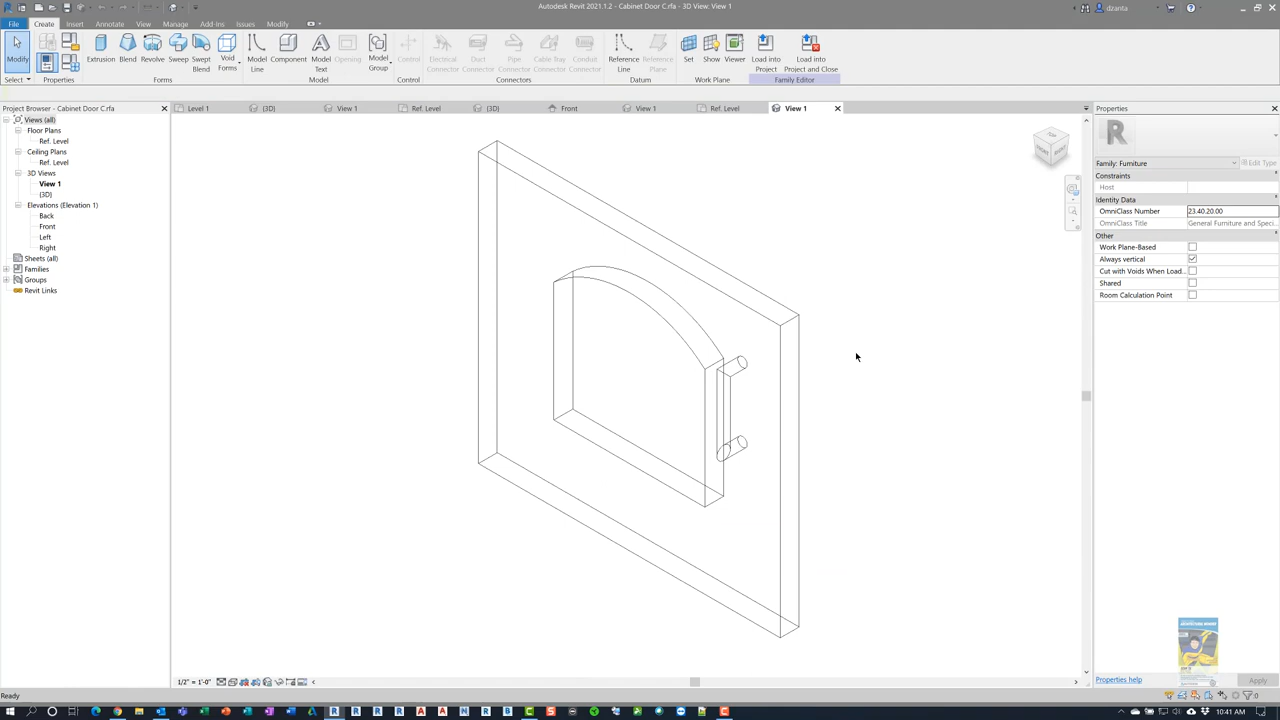 Autodesk Revit 2021.1.2 - Cabinet Door C.rfa - 3D View: View 1
dzanta
File Create Insert Annotate View Manage Add-Ins Issues Modify
Modify
Extrusion Blend Revolve Sweep Swept Blend Void Forms
Model Line Component Model Text Opening Model Group
Control
Electrical Connector Duct Connector Pipe Connector Cable Tray Connector Conduit Connector
Reference Line Reference Plane
Set Show Viewer
Load into Project Load into Project and Close
Select Properties Forms Model Control Connectors Datum Work Plane Family Editor
Project Browser - Cabinet Door C.rfa
Level 1 {3D} View 1 Ref. Level {3D} Front View 1 Ref. Level View 1
Views (all)
Floor Plans
Ref. Level
Ceiling Plans
Ref. Level
3D Views
View 1
{3D}
Elevations (Elevation 1)
Back
Front
Left
Right
Sheets (all)
Families
Groups
Revit Links
FRONT RIGHT
Properties
Family: Furniture Edit Type
Constraints
Host
Identity Data
OmniClass Number 23.40.20.00
OmniClass Title General Furniture and Speci...
Other
Work Plane-Based
Always vertical
Cut with Voids When Load...
Shared
Room Calculation Point
Properties help Apply
1/2" = 1'-0"
Ready
:0
10:41 AM